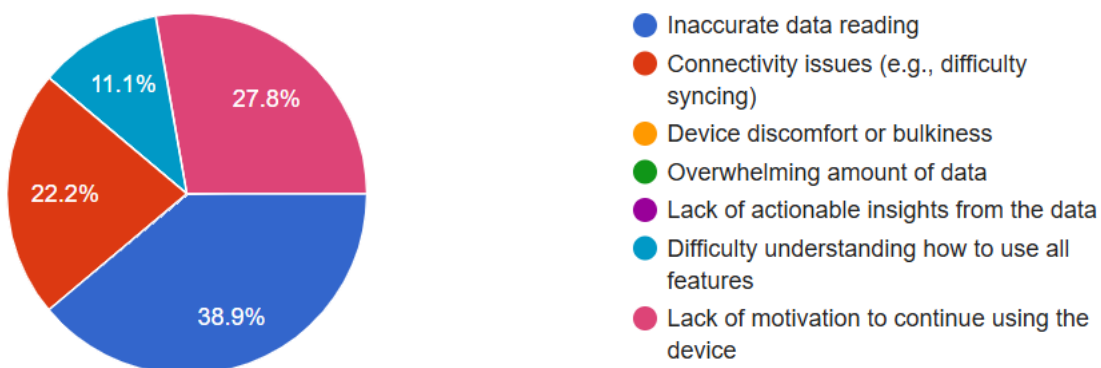 11.1%
27.8%
22.2%
38.9%
Inaccurate data reading
Connectivity issues (e.g., difficulty
syncing)
Device discomfort or bulkiness
Overwhelming amount of data
Lack of actionable insights from the data
Difficulty understanding how to use all
features
Lack of motivation to continue using the
device